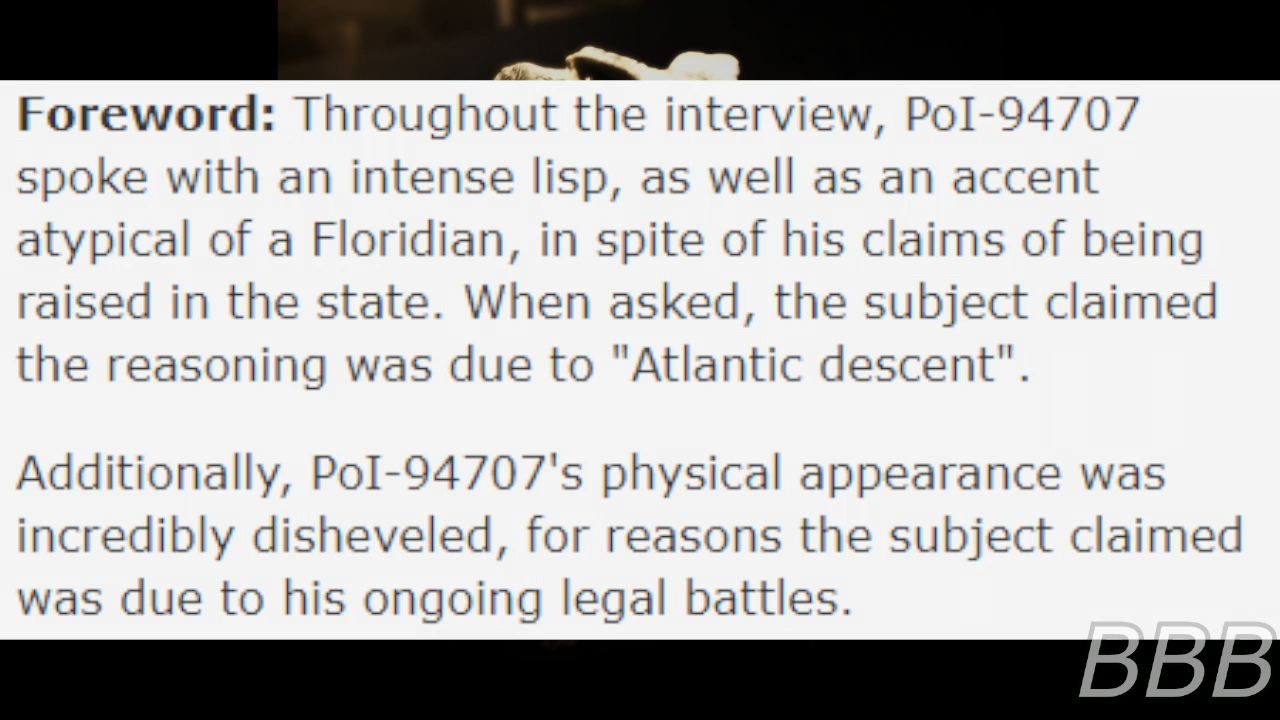 Foreword: Throughout the interview, PoI-94707
spoke with an intense lisp, as well as an accent
atypical of a Floridian, in spite of his claims of being
raised in the state. When asked, the subject claimed
the reasoning was due to "Atlantic descent".
Additionally, PoI-94707's physical appearance was
incredibly disheveled, for reasons the subject claimed
was due to his ongoing legal battles.
BBB